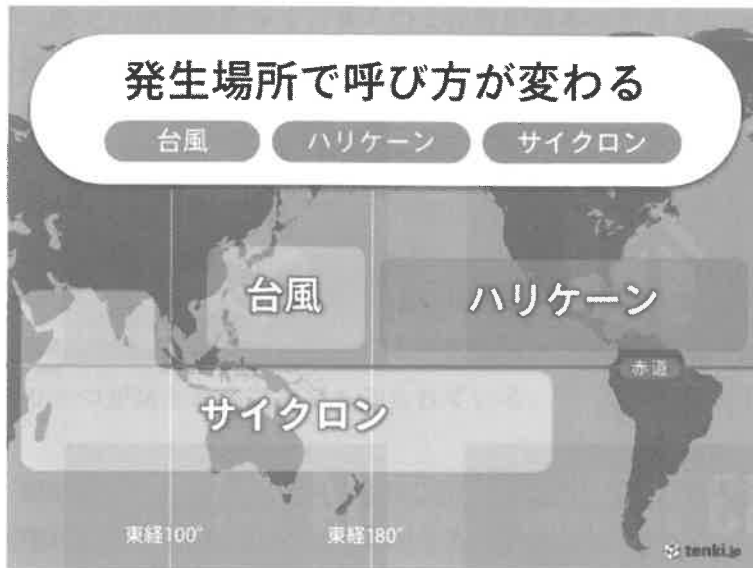 発生場所で呼び方が変わる
台風 ハリケーン サイクロン
台風 ハリケーン
赤道
サイクロン
東経100° 東経180°
tenki.jp